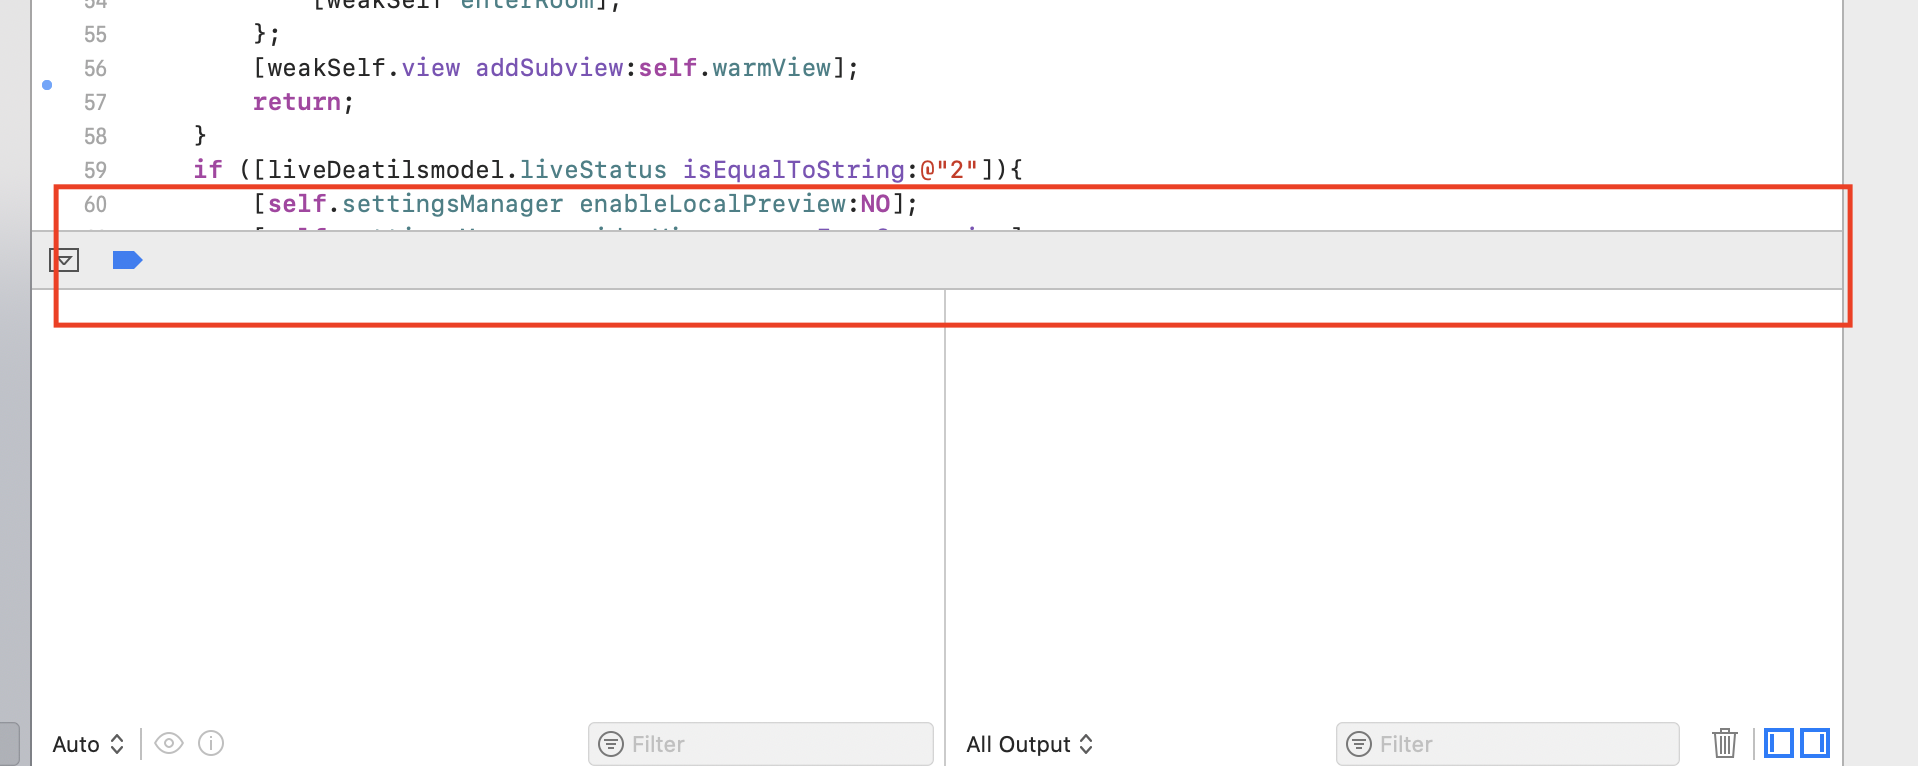 54 [weakSelf enterRoom];
55 };
56 [weakSelf.view addSubview:self.warmView];
57 return;
58 }
59 if ([liveDeatilsmodel.liveStatus isEqualToString:@"2"]){
60 [self.settingsManager enableLocalPreview:NO];
Auto
Filter
All Output
Filter